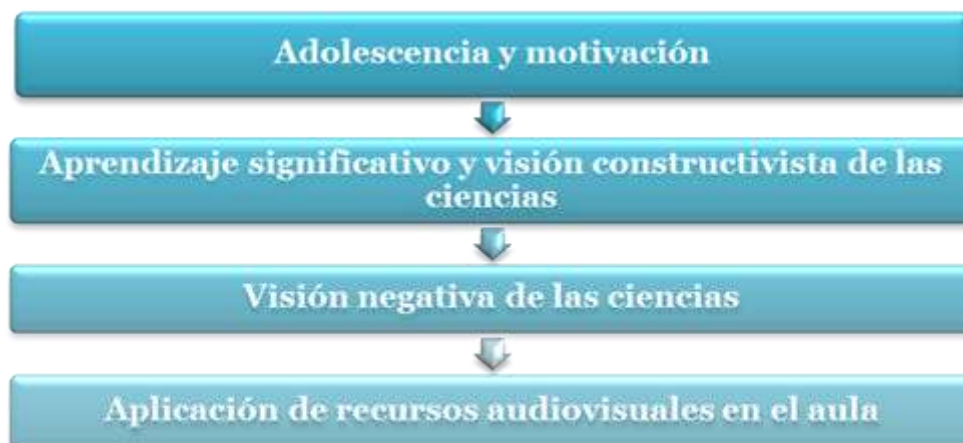 Adolescencia y motivación
Aprendizaje significativo y visión constructivista de las
ciencias
Visión negativa de las ciencias
Aplicación de recursos audiovisuales en el aula